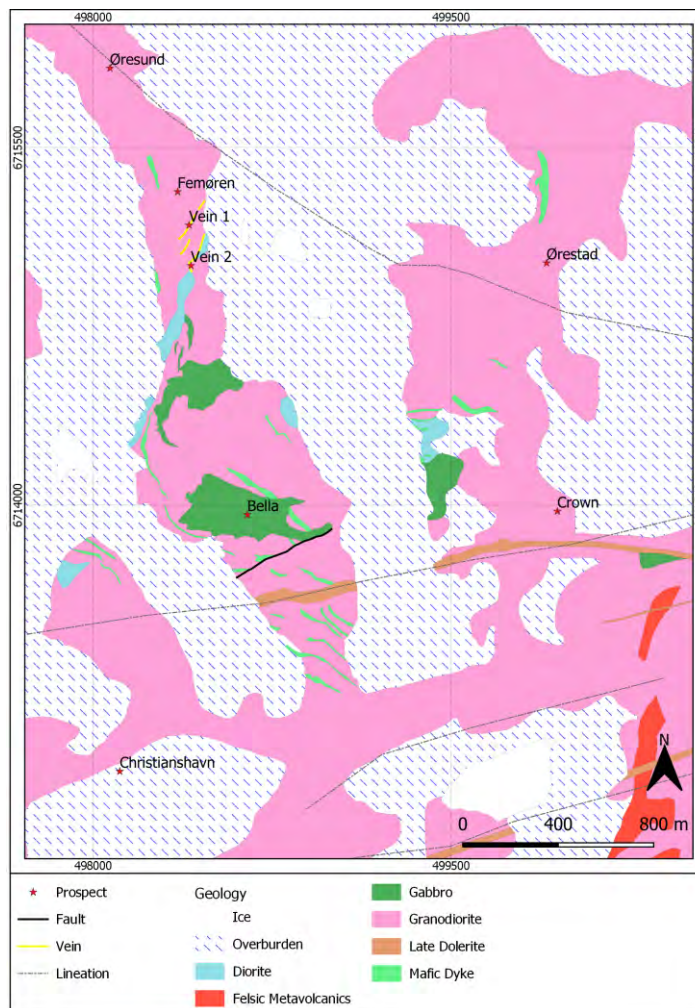 498000
499500
Øresund
6715500
Femøren
Vein 1
Ørestad
Vein 2
6714000
Bella
Crown
Christianshavn
N
0 400 800 m
498000
499500
Prospect
Fault
Vein
Lineation
Geology
Ice
Overburden
Diorite
Felsic Metavolcanics
Gabbro
Granodiorite
Late Dolerite
Mafic Dyke